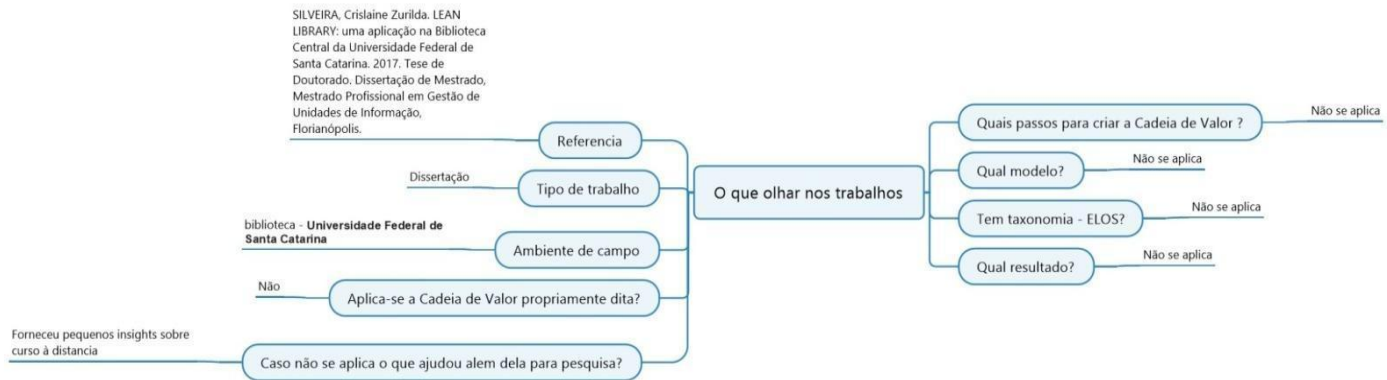 SILVEIRA, Crislaine Zurilda. LEAN
LIBRARY: uma aplicação na Biblioteca
Central da Universidade Federal de
Santa Catarina. 2017. Tese de
Doutorado. Dissertação de Mestrado,
Mestrado Profissional em Gestão de
Unidades de Informação,
Florianópolis.
Referencia
Dissertação
Tipo de trabalho
biblioteca - Universidade Federal de
Santa Catarina
Ambiente de campo
Não
Aplica-se a Cadeia de Valor propriamente dita?
Forneceu pequenos insights sobre
curso à distancia
Caso não se aplica o que ajudou alem dela para pesquisa?
O que olhar nos trabalhos
Quais passos para criar a Cadeia de Valor ?
Não se aplica
Qual modelo?
Não se aplica
Tem taxonomia - ELOS?
Não se aplica
Qual resultado?
Não se aplica